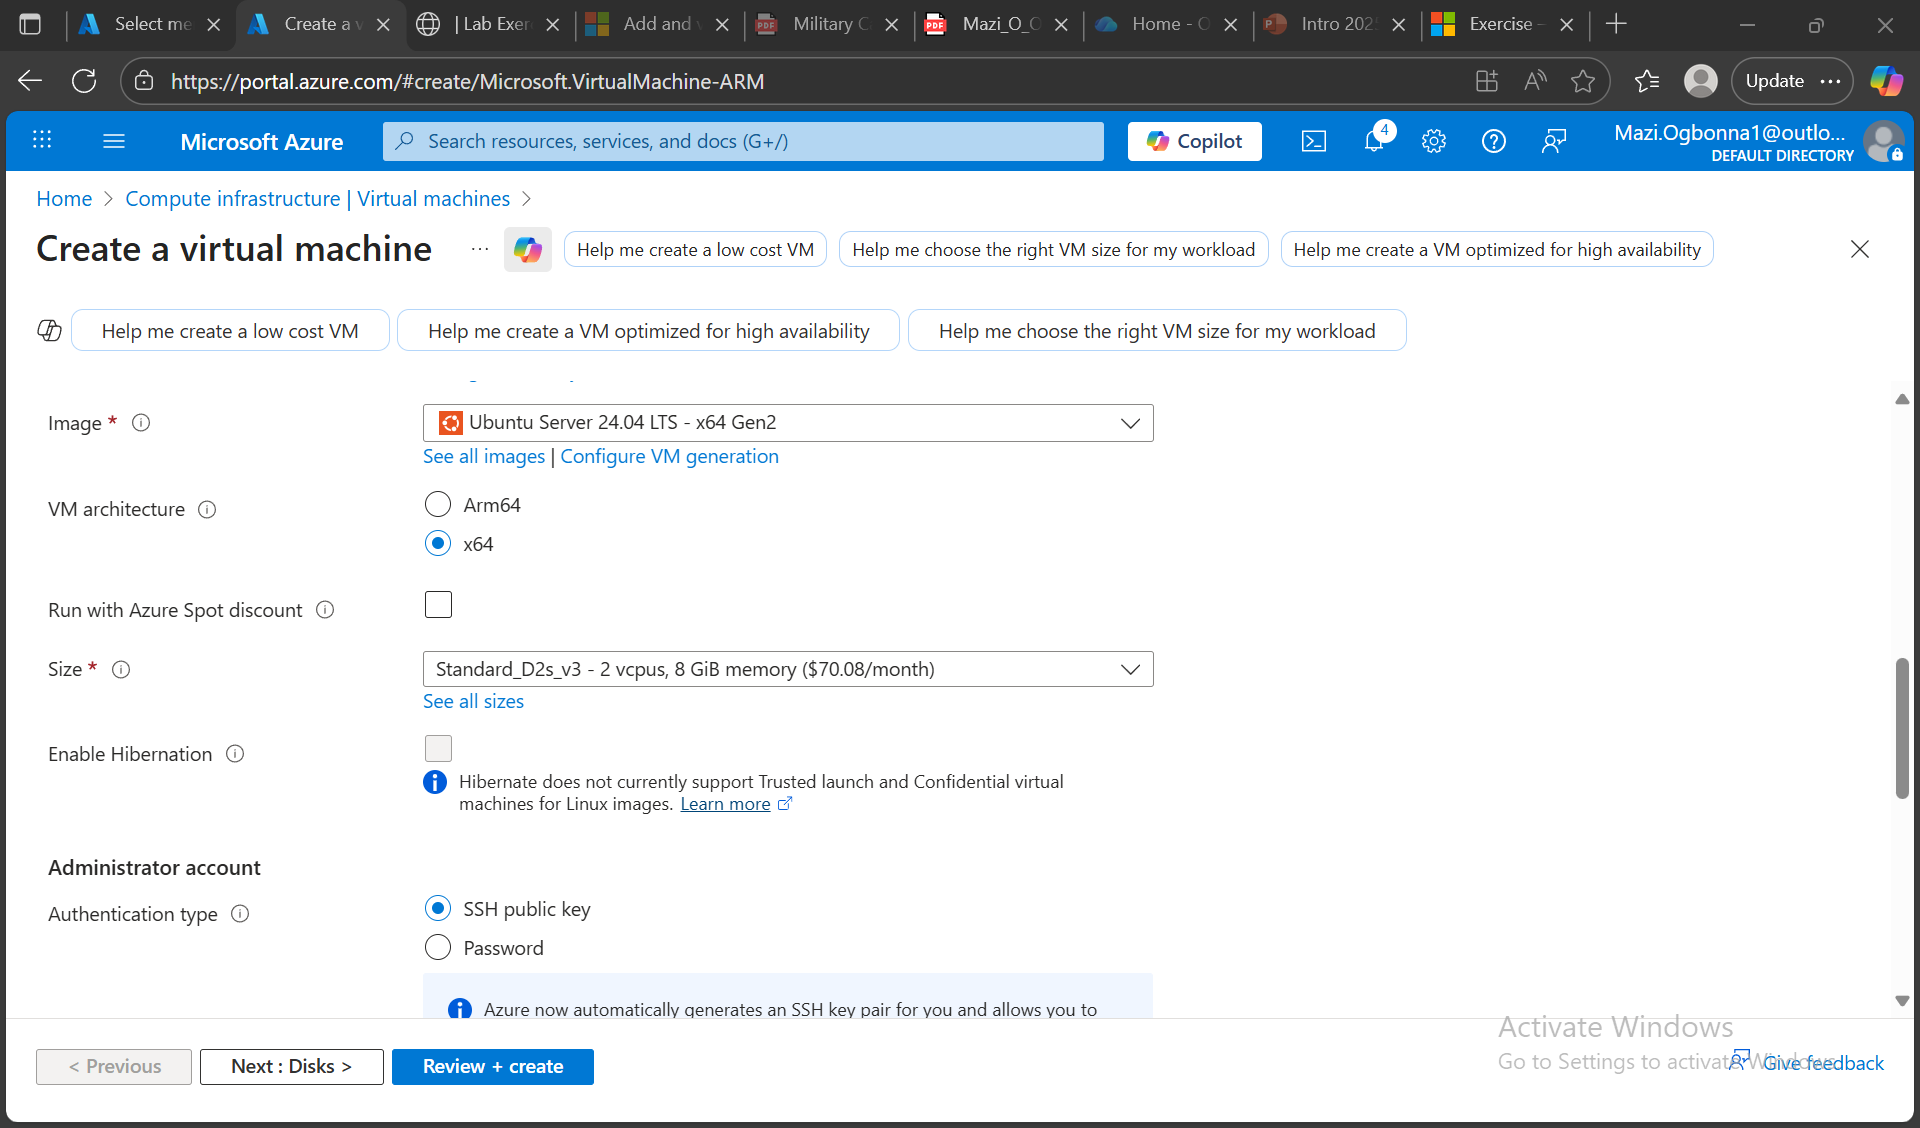 Select me
Create a v
| Lab Exer
Add and v
Military C
Mazi_O_O
Home - O
Intro 202
Exercise -
https://portal.azure.com/#create/Microsoft.VirtualMachine-ARM
Update
Microsoft Azure
Search resources, services, and docs (G+/)
Copilot
4
Mazi.Ogbonna1@outlo...
DEFAULT DIRECTORY
Home > Compute infrastructure | Virtual machines >
Create a virtual machine
Help me create a low cost VM
Help me choose the right VM size for my workload
Help me create a VM optimized for high availability
Help me create a low cost VM
Help me create a VM optimized for high availability
Help me choose the right VM size for my workload
Image *
Ubuntu Server 24.04 LTS - x64 Gen2
See all images | Configure VM generation
VM architecture
Arm64
x64
Run with Azure Spot discount
Size *
Standard_D2s_v3 - 2 vcpus, 8 GiB memory ($70.08/month)
See all sizes
Enable Hibernation
Hibernate does not currently support Trusted launch and Confidential virtual
machines for Linux images. Learn more
Administrator account
Authentication type
SSH public key
Password
Azure now automatically generates an SSH key pair for you and allows you to
< Previous
Next : Disks >
Review + create
Activate Windows
Go to Settings to activate Windows.
Give feedback